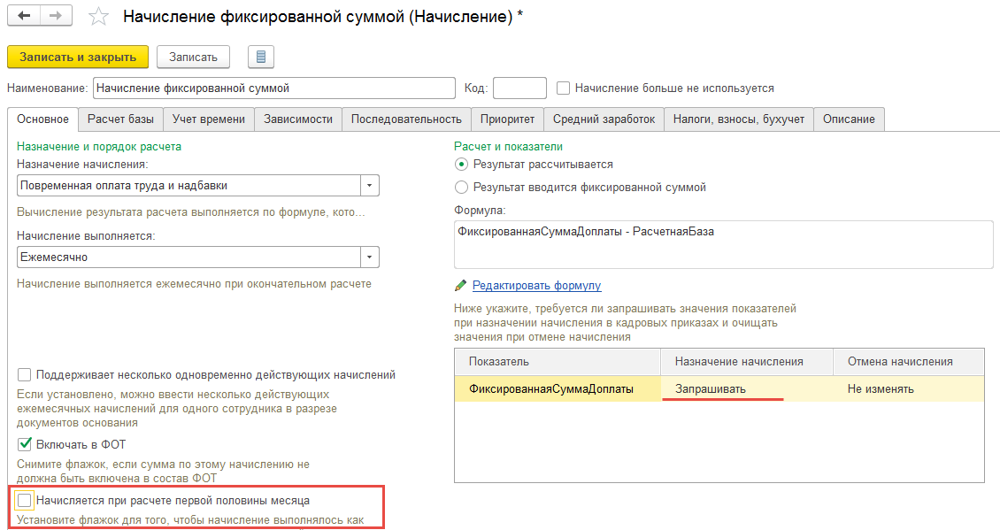 Начисление фиксированной суммой (Начисление) *
Записать и закрыть
Записать
Наименование: Начисление фиксированной суммой Код: Начисление больше не используется
Основное Расчет базы Учет времени Зависимости Последовательность Приоритет Средний заработок Налоги, взносы, бухучет Описание
Назначение и порядок расчета
Назначение начисления:
Повременная оплата труда и надбавки
Вычисление результата расчета выполняется по формуле, кото...
Начисление выполняется:
Ежемесячно
Начисление выполняется ежемесячно при окончательном расчете
Поддерживает несколько одновременно действующих начислений
Если установлено, можно ввести несколько действующих
ежемесячных начислений для одного сотрудника в разрезе
документов основания
Включать в ФОТ
Снимите флажок, если сумма по этому начислению не
должна быть включена в состав ФОТ
Начисляется при расчете первой половины месяца
Установите флажок для того, чтобы начисление выполнялось как
Расчет и показатели
Результат рассчитывается
Результат вводится фиксированной суммой
Формула:
ФиксированнаяСуммаДоплаты - РасчетнаяБаза
Редактировать формулу
Ниже укажите, требуется ли запрашивать значения показателей
при назначении начисления в кадровых приказах и очищать
значения при отмене начисления
Показатель Назначение начисления Отмена начисления
ФиксированнаяСуммаДоплаты Запрашивать Не изменять